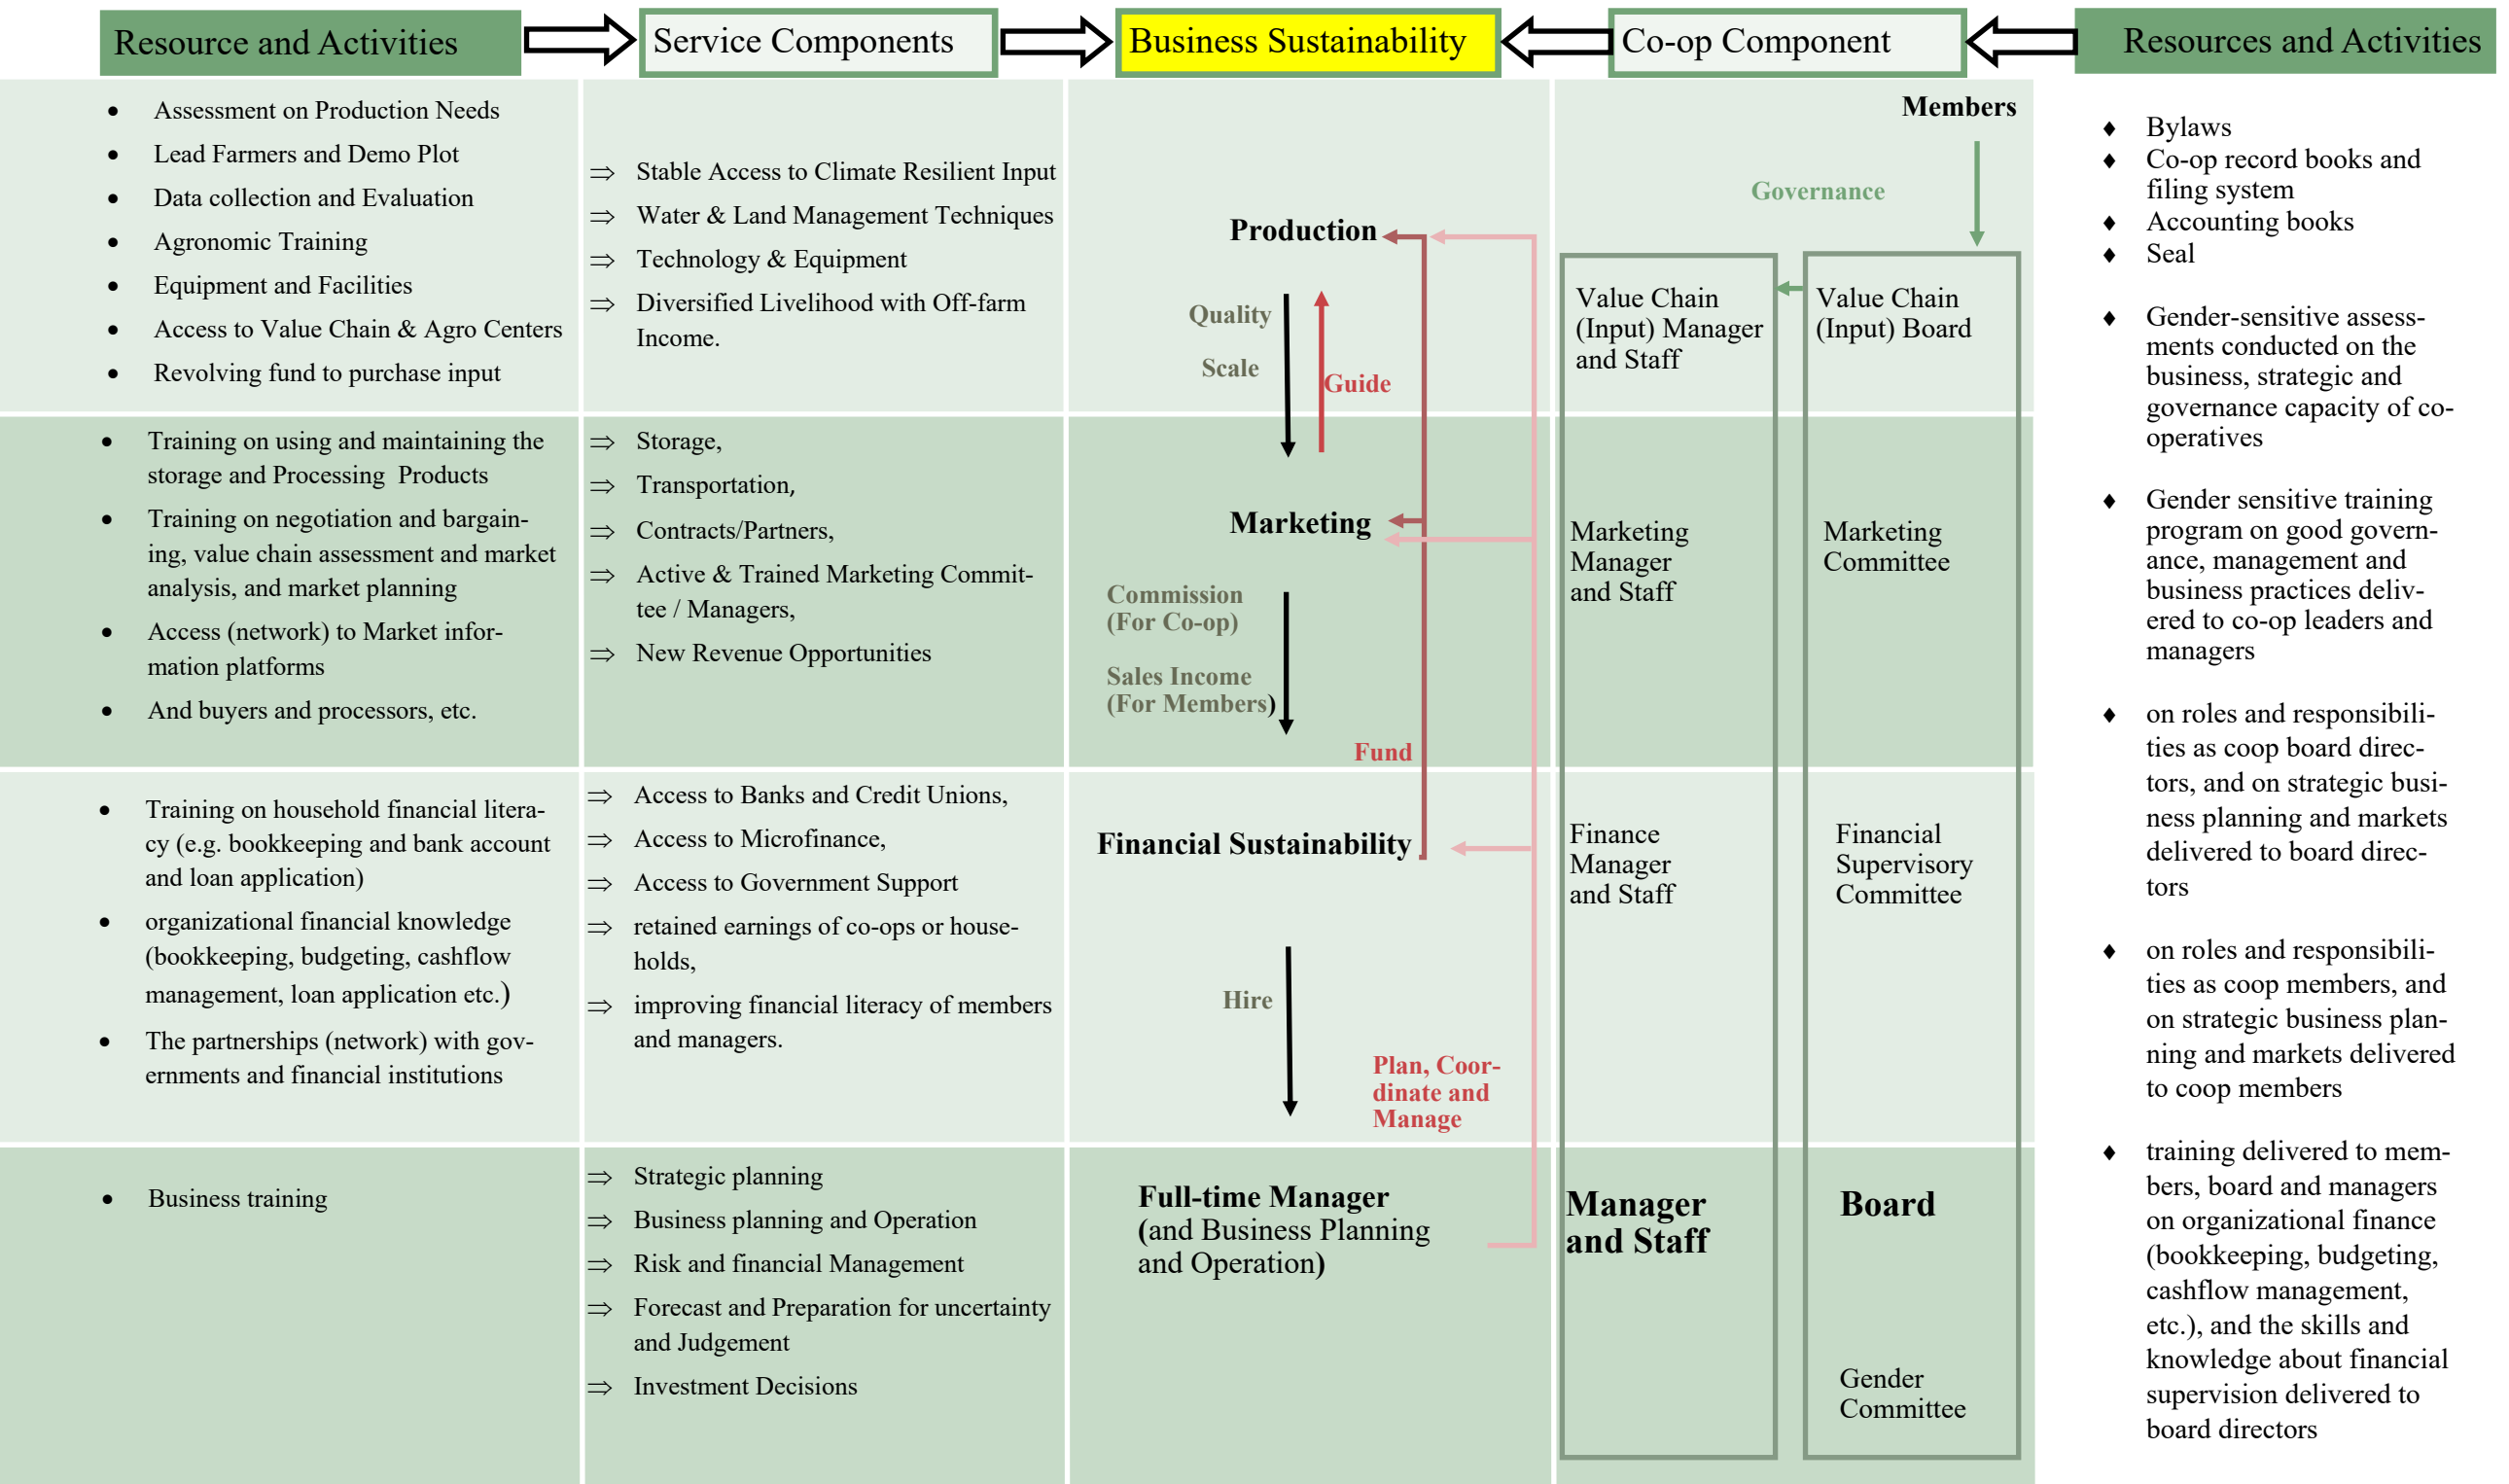 Resource and Activities
Service Components
Business Sustainability
Co-op Component
Resources and Activities
• Assessment on Production Needs
• Lead Farmers and Demo Plot
• Data collection and Evaluation
• Agronomic Training
• Equipment and Facilities
• Access to Value Chain & Agro Centers
• Revolving fund to purchase input
⇒ Stable Access to Climate Resilient Input
⇒ Water & Land Management Techniques
⇒ Technology & Equipment
⇒ Diversified Livelihood with Off-farm
Income.
Production
Quality
Scale
Guide
Members
Governance
Value Chain
(Input) Manager
and Staff
Value Chain
(Input) Board
• Training on using and maintaining the
storage and Processing Products
• Training on negotiation and bargain-
ing, value chain assessment and market
analysis, and market planning
• Access (network) to Market infor-
mation platforms
• And buyers and processors, etc.
⇒ Storage,
⇒ Transportation,
⇒ Contracts/Partners,
⇒ Active & Trained Marketing Commit-
tee / Managers,
⇒ New Revenue Opportunities
Marketing
Commission
(For Co-op)
Sales Income
(For Members)
Fund
Marketing
Manager
and Staff
Marketing
Committee
• Training on household financial litera-
cy (e.g. bookkeeping and bank account
and loan application)
• organizational financial knowledge
(bookkeeping, budgeting, cashflow
management, loan application etc.)
• The partnerships (network) with gov-
ernments and financial institutions
⇒ Access to Banks and Credit Unions,
⇒ Access to Microfinance,
⇒ Access to Government Support
⇒ retained earnings of co-ops or house-
holds,
⇒ improving financial literacy of members
and managers.
Financial Sustainability
Hire
Plan, Coor-
dinate and
Manage
Finance
Manager
and Staff
Financial
Supervisory
Committee
• Business training
⇒ Strategic planning
⇒ Business planning and Operation
⇒ Risk and financial Management
⇒ Forecast and Preparation for uncertainty
and Judgement
⇒ Investment Decisions
Full-time Manager
(and Business Planning
and Operation)
Manager
and Staff
Board
Gender
Committee
♦ Bylaws
♦ Co-op record books and
filing system
♦ Accounting books
♦ Seal
♦ Gender-sensitive assess-
ments conducted on the
business, strategic and
governance capacity of co-
operatives
♦ Gender sensitive training
program on good govern-
ance, management and
business practices deliv-
ered to co-op leaders and
managers
♦ on roles and responsibili-
ties as coop board direc-
tors, and on strategic busi-
ness planning and markets
delivered to board direc-
tors
♦ on roles and responsibili-
ties as coop members, and
on strategic business plan-
ning and markets delivered
to coop members
♦ training delivered to mem-
bers, board and managers
on organizational finance
(bookkeeping, budgeting,
cashflow management,
etc.), and the skills and
knowledge about financial
supervision delivered to
board directors